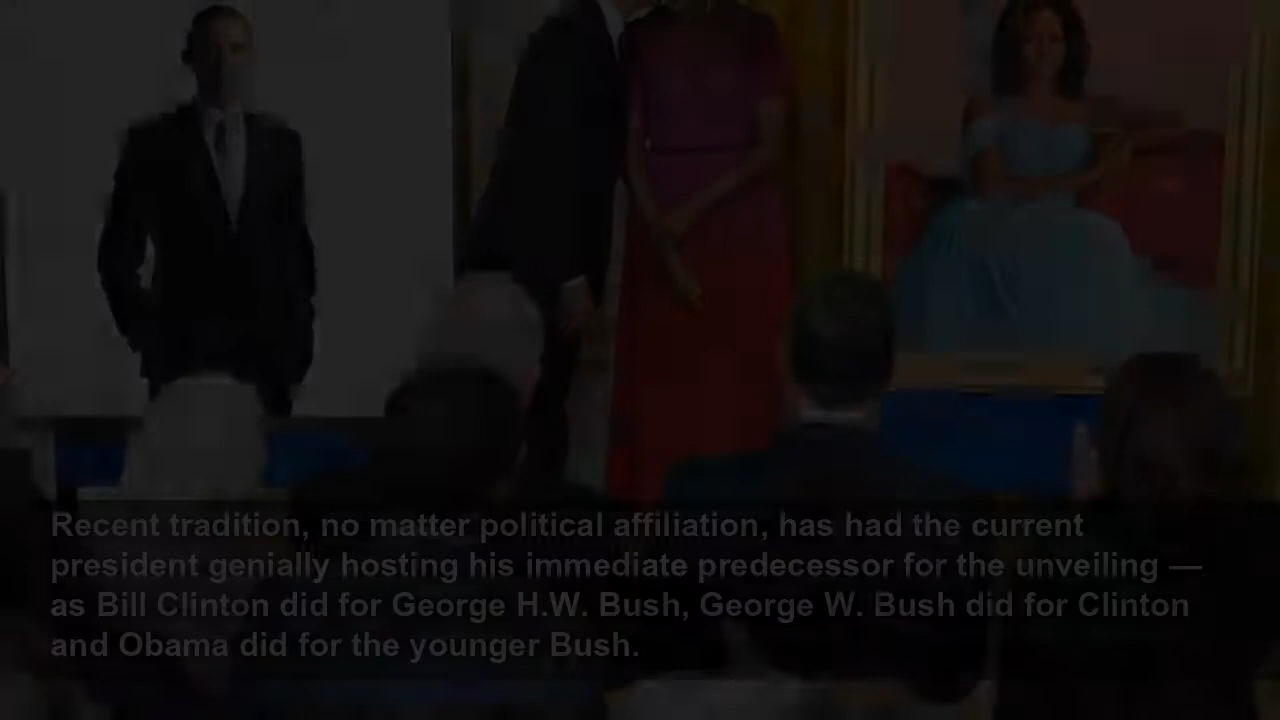 Recent tradition, no matter political affiliation, has had the current
president genially hosting his immediate predecessor for the unveiling —
as Bill Clinton did for George H.W. Bush, George W. Bush did for Clinton
and Obama did for the younger Bush.